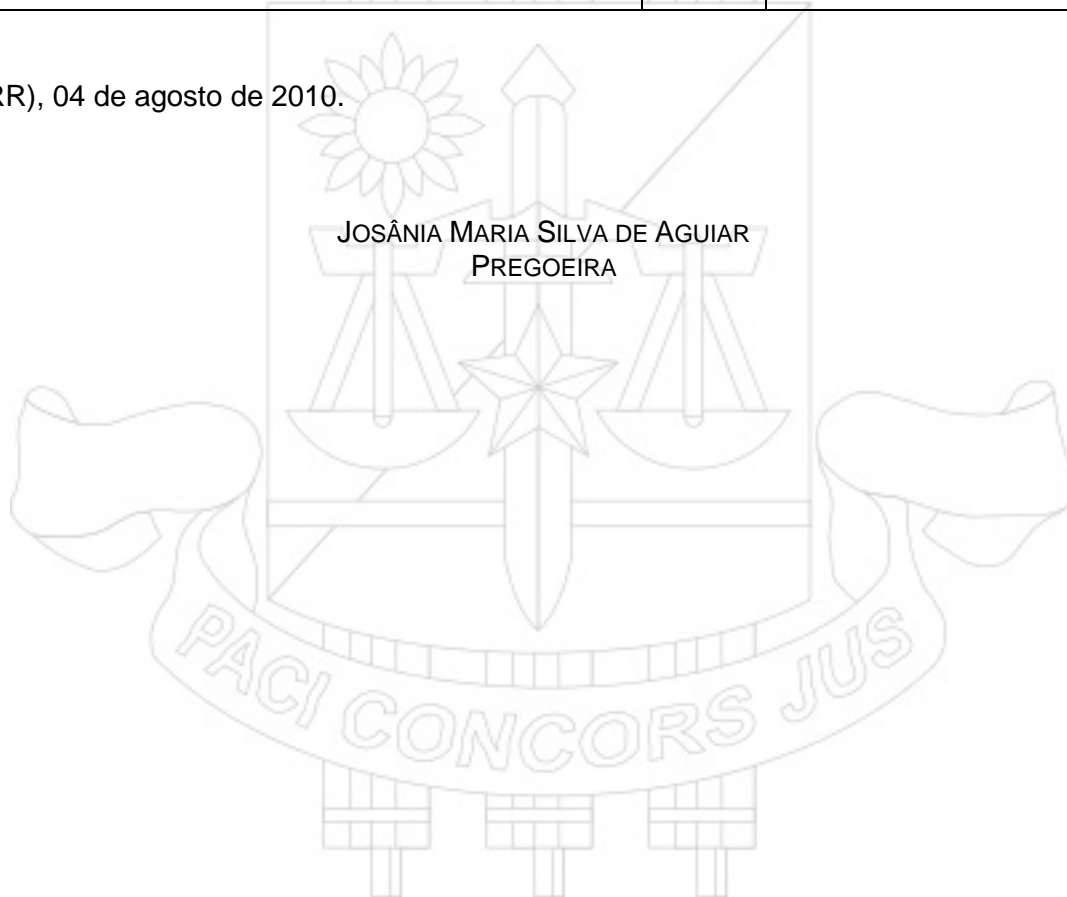 RR), 04 de agosto de 2010.
JOSÂNIA MARIA SILVA DE AGUIAR
PREGOEIRA
PACI CONCORS JUS